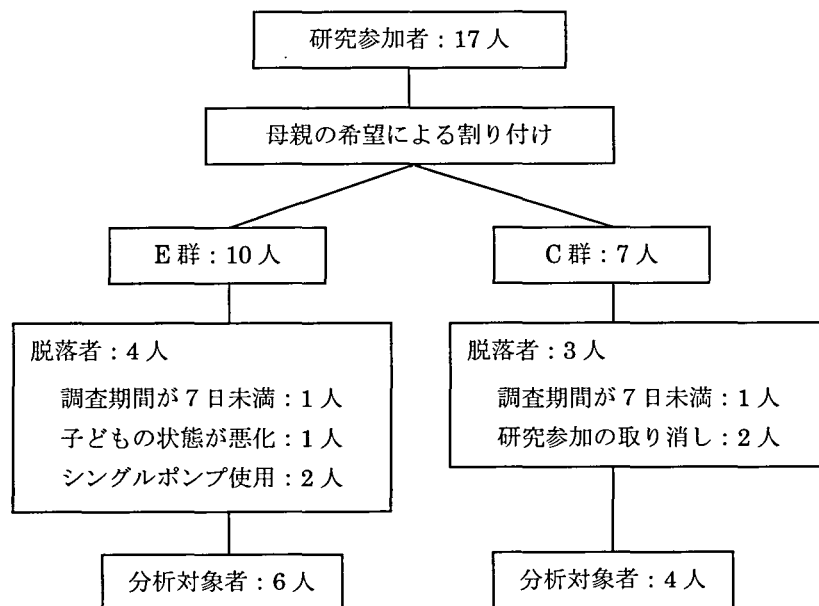 研究参加者：17人
母親の希望による割り付け
E群：10人
C群：7人
脱落者：4人
調査期間が7日未満：1人
子どもの状態が悪化：1人
シングルポンプ使用：2人
脱落者：3人
調査期間が7日未満：1人
研究参加の取り消し：2人
分析対象者：6人
分析対象者：4人